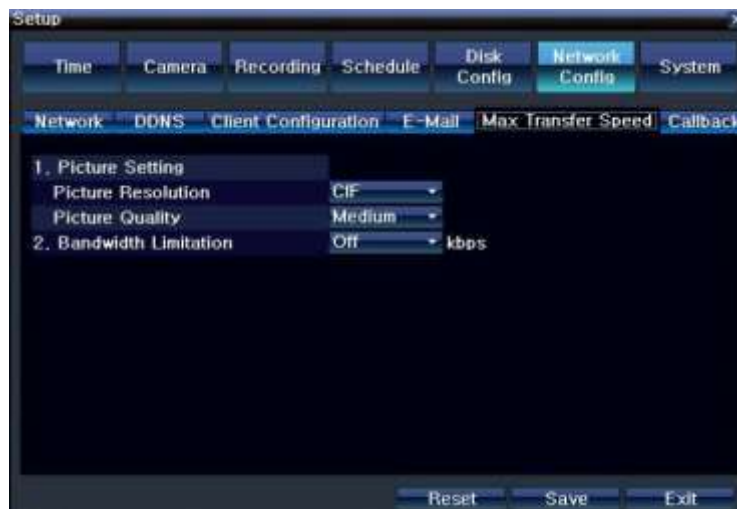 Setup
Time Camera Recording Schedule Disk Config Network Config System
Network DDNS Client Configuration E-Mail Max Transfer Speed Callback
1. Picture Setting
Picture Resolution CIF
Picture Quality Medium
2. Bandwidth Limitation Off kbps
Reset Save Exit